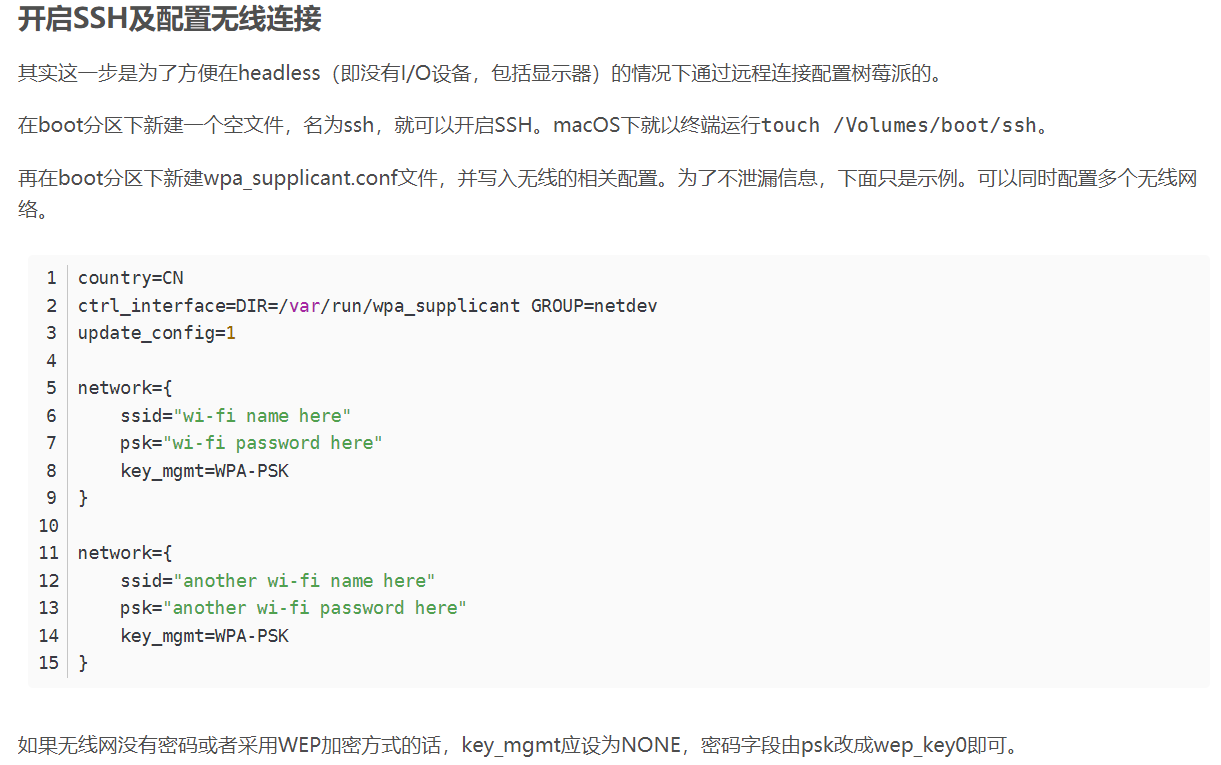 开启SSH及配置无线连接
其实这一步是为了方便在headless（即没有I/O设备，包括显示器）的情况下通过远程连接配置树莓派的。
在boot分区下新建一个空文件，名为ssh，就可以开启SSH。macOS下就以终端运行touch /Volumes/boot/ssh。
再在boot分区下新建wpa_supplicant.conf文件，并写入无线的相关配置。为了不泄漏信息，下面只是示例。可以同时配置多个无线网
络。
1 country=CN
2 ctrl_interface=DIR=/var/run/wpa_supplicant GROUP=netdev
3 update_config=1
4
5 network={
6     ssid="wi-fi name here"
7     psk="wi-fi password here"
8     key_mgmt=WPA-PSK
9 }
10
11 network={
12     ssid="another wi-fi name here"
13     psk="another wi-fi password here"
14     key_mgmt=WPA-PSK
15 }
如果无线网没有密码或者采用WEP加密方式的话，key_mgmt应设为NONE，密码字段由psk改成wep_key0即可。